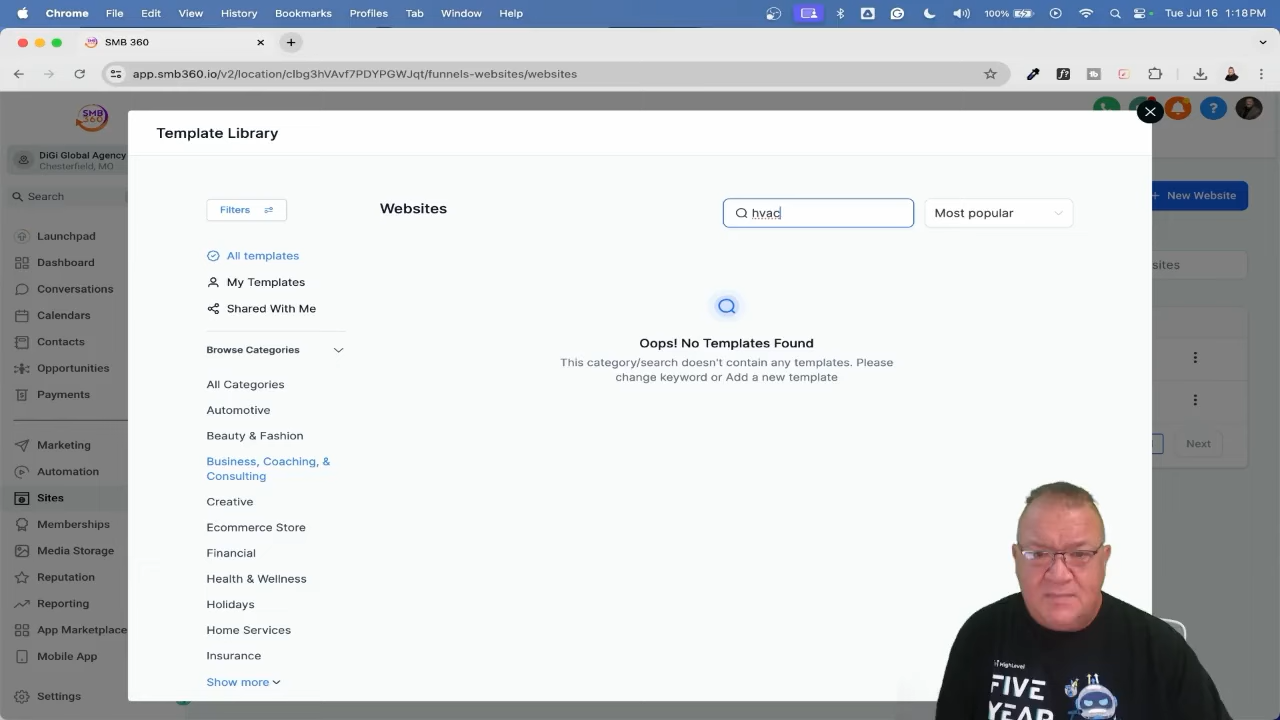 Chrome File Edit View History Bookmarks Profiles Tab Window Help 100% Tue Jul 16 1:18PM
SMB 360
app.smb360.io/v2/location/clbg3hVAvf7PDYPGWJqt/funnels-websites/websites
SMB
360
Template Library
DiGi Global Agency
Chesterfield, MO
Search
Launchpad
Dashboard
Conversations
Calendars
Contacts
Opportunities
Payments
Marketing
Automation
Sites
Memberships
Media Storage
Reputation
Reporting
App Marketplace
Mobile App
Settings
Filters
All templates
My Templates
Shared With Me
Browse Categories
All Categories
Automotive
Beauty & Fashion
Business, Coaching, &
Consulting
Creative
Ecommerce Store
Financial
Health & Wellness
Holidays
Home Services
Insurance
Show more
Websites
hvac
Most popular
Oops! No Templates Found
This category/search doesn't contain any templates. Please
change keyword or Add a new template
+ New Website
sites
Next
HighLevel
FIVE
YEAR